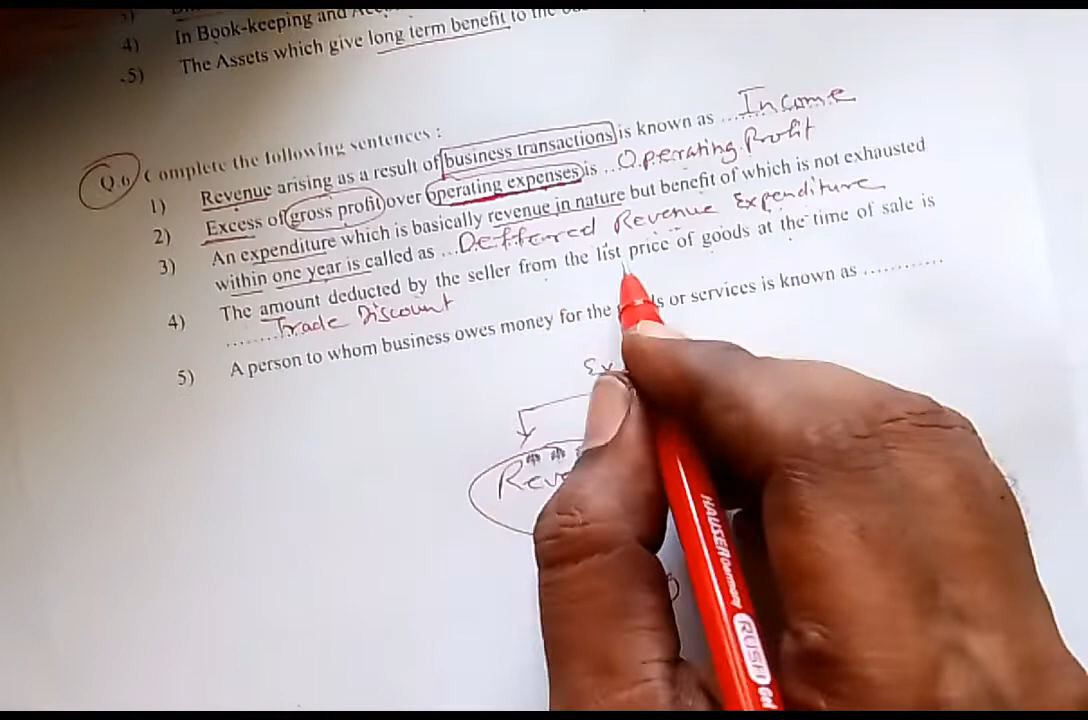 4) In Book-keeping and
.5) The Assets which give long term benefit to the
Q.6 Complete the following sentences :
1) Revenue arising as a result of business transactions is known as ... Income
2) Excess of gross profit over operating expenses is ... Operating Profit
3) An expenditure which is basically revenue in nature but benefit of which is not exhausted
within one year is called as ... Deffered Revenue Expenditure
4) The amount deducted by the seller from the list price of goods at the time of sale is
............ Trade Discount
5) A person to whom business owes money for the or services is known as ............
HAUSER
RUSH Gel